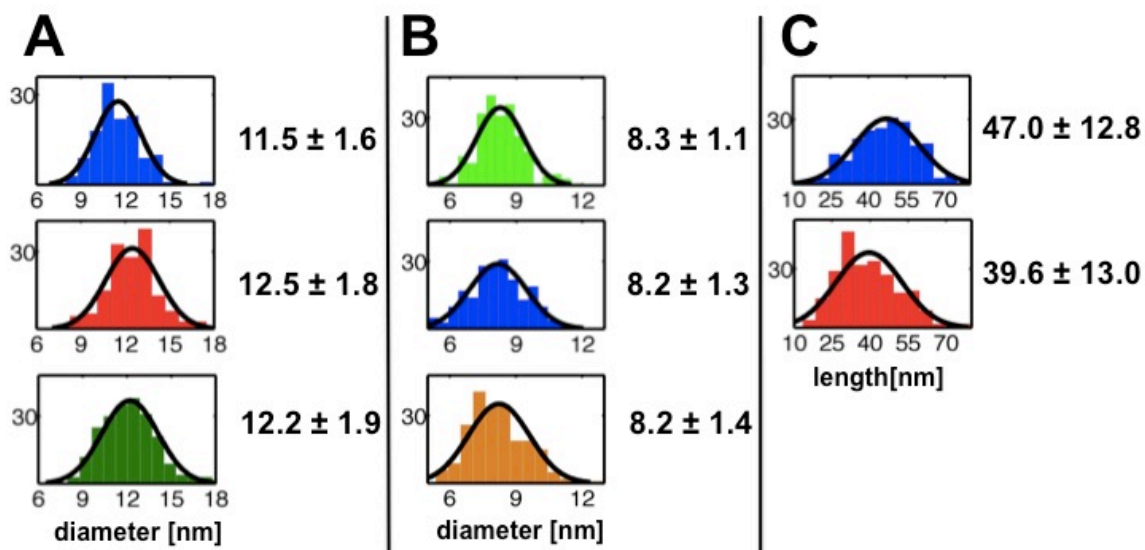 A
30
11.5 ± 1.6
6 9 12 15 18
30
12.5 ± 1.8
6 9 12 15 18
30
12.2 ± 1.9
6 9 12 15 18
diameter [nm]
B
30
8.3 ± 1.1
6 9 12
30
8.2 ± 1.3
6 9 12
30
8.2 ± 1.4
6 9 12
diameter [nm]
C
30
47.0 ± 12.8
10 25 40 55 70
30
39.6 ± 13.0
10 25 40 55 70
length[nm]